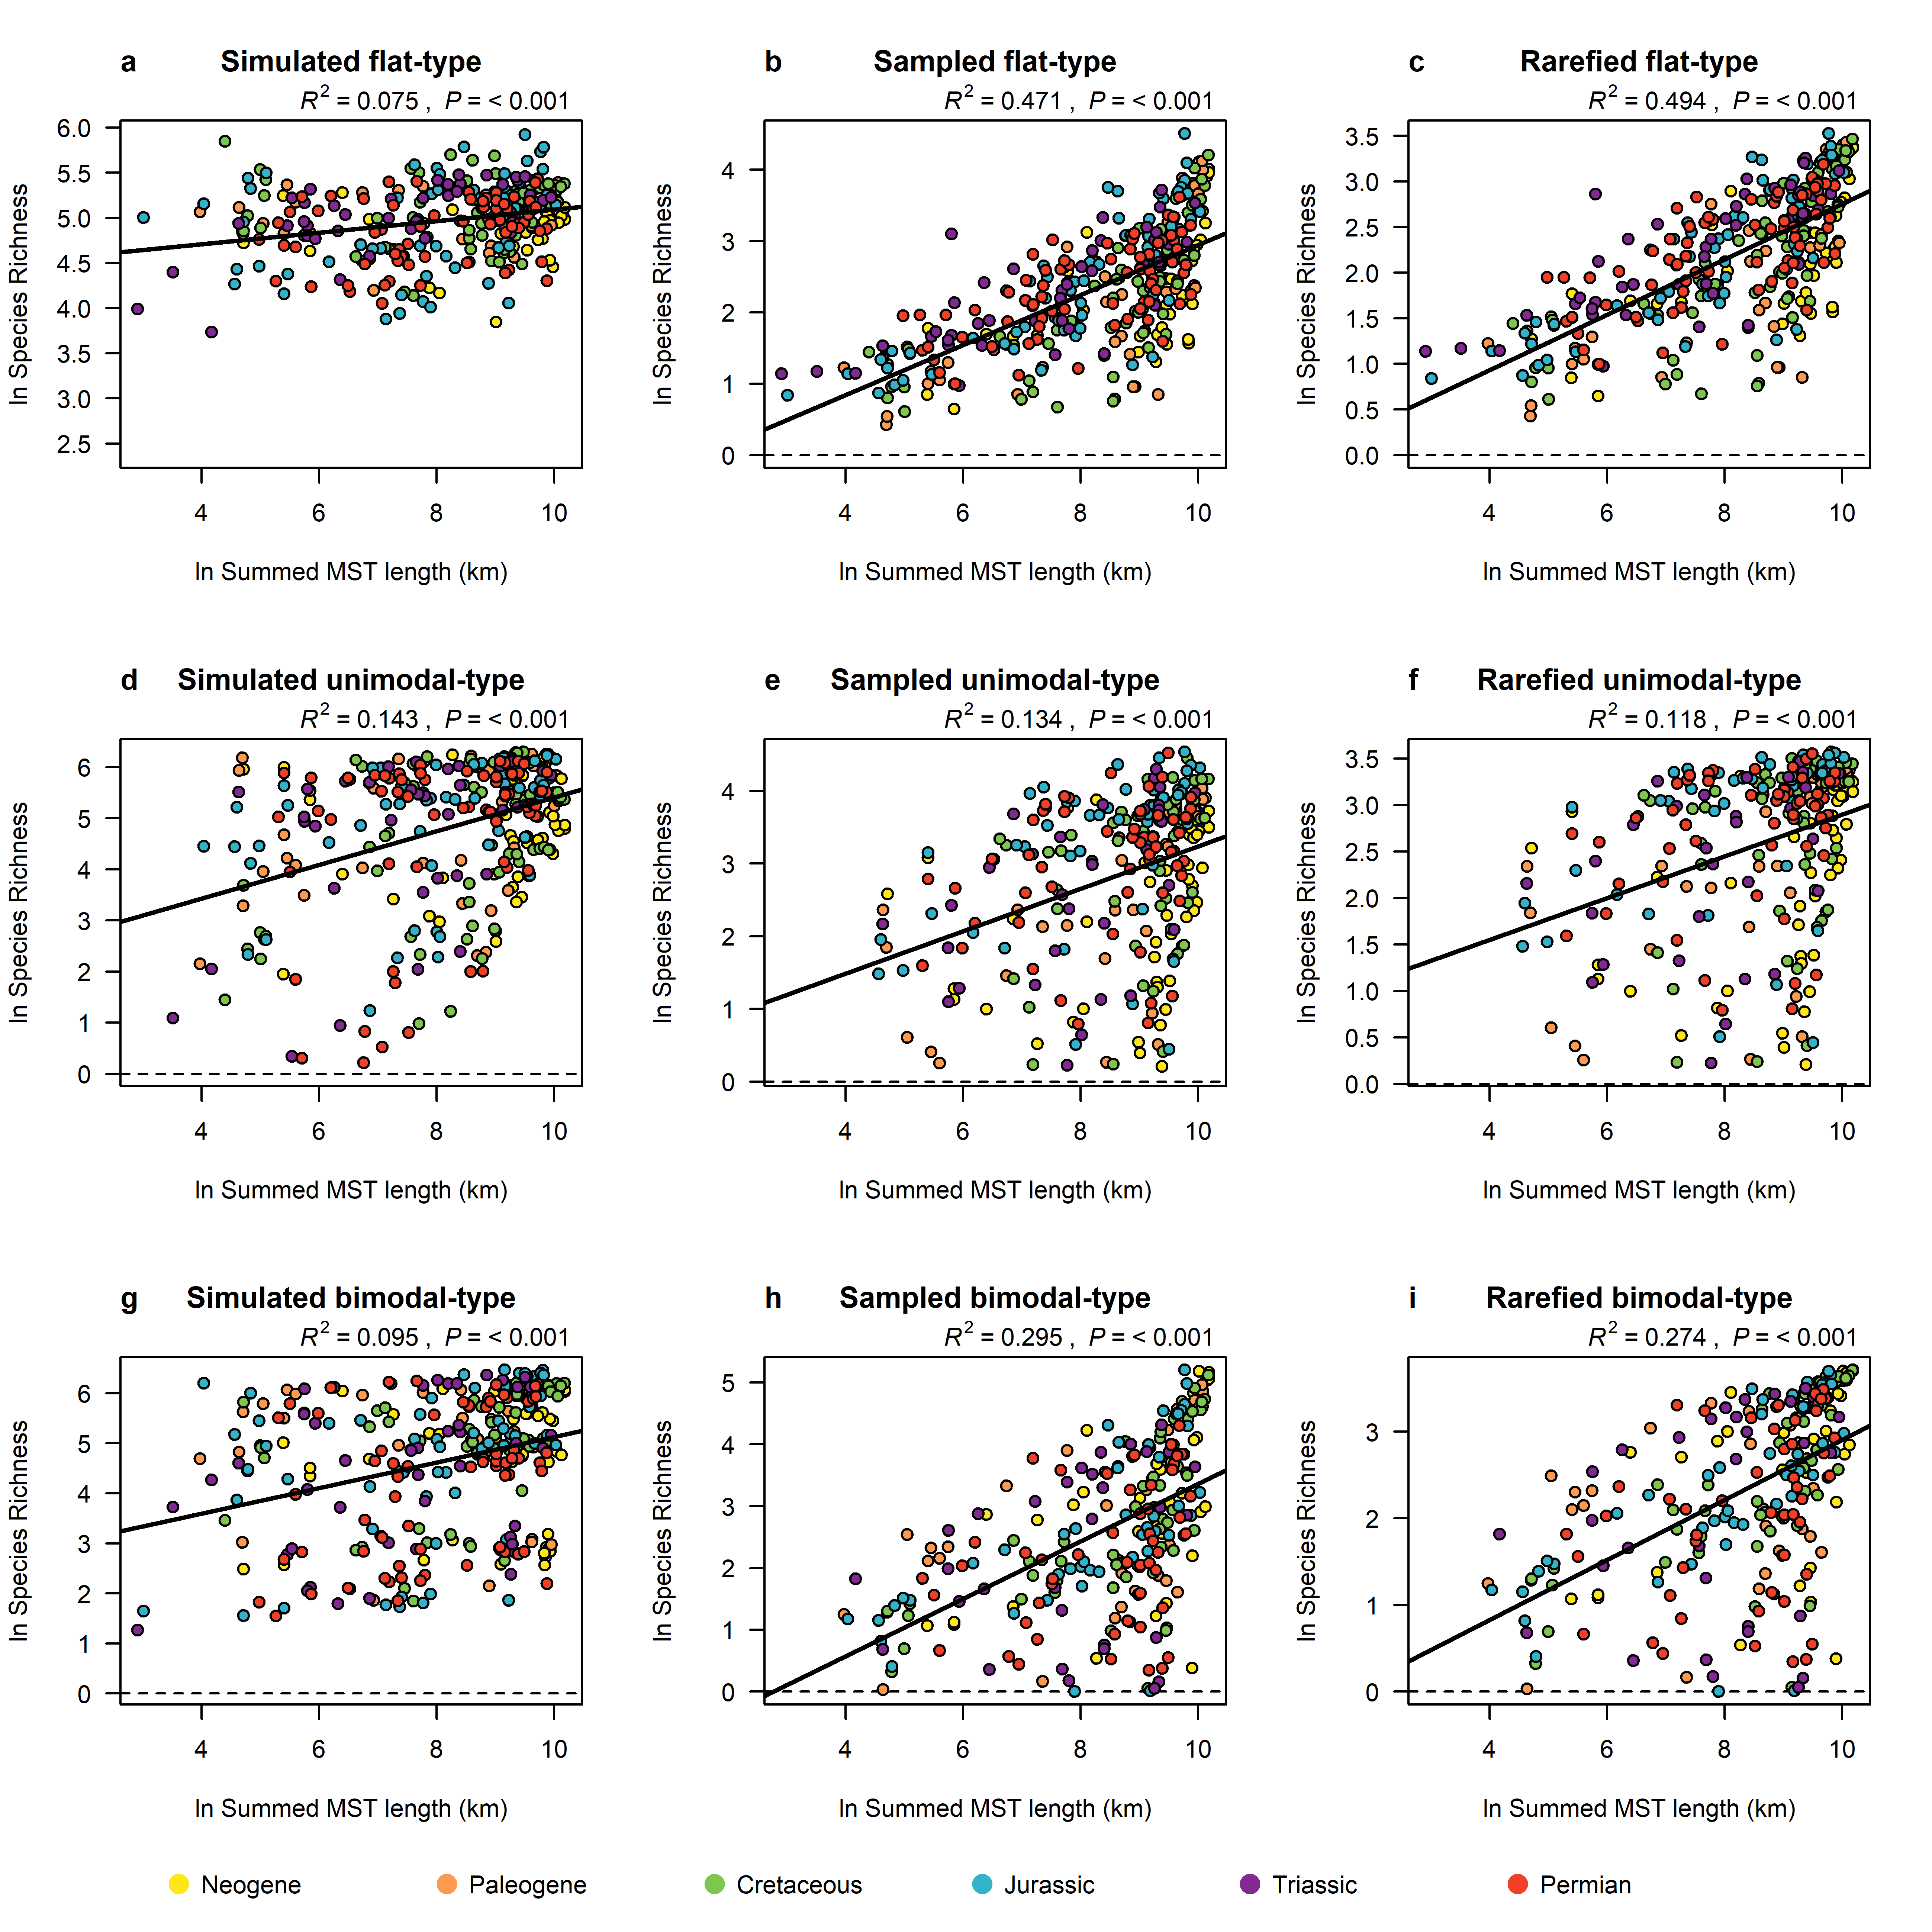 a Simulated flat-type
b Sampled flat-type
c Rarefied flat-type
R2 = 0.075 , P = < 0.001
R2 = 0.471 , P = < 0.001
R2 = 0.494 , P = < 0.001
ln Species Richness
6.0
5.5
5.0
4.5
4.0
3.5
3.0
2.5
4 6 8 10
ln Summed MST length (km)
ln Species Richness
4
3
2
1
0
4 6 8 10
ln Summed MST length (km)
ln Species Richness
3.5
3.0
2.5
2.0
1.5
1.0
0.5
0.0
4 6 8 10
ln Summed MST length (km)
d Simulated unimodal-type
e Sampled unimodal-type
f Rarefied unimodal-type
R2 = 0.143 , P = < 0.001
R2 = 0.134 , P = < 0.001
R2 = 0.118 , P = < 0.001
ln Species Richness
6
5
4
3
2
1
0
4 6 8 10
ln Summed MST length (km)
ln Species Richness
4
3
2
1
0
4 6 8 10
ln Summed MST length (km)
ln Species Richness
3.5
3.0
2.5
2.0
1.5
1.0
0.5
0.0
4 6 8 10
ln Summed MST length (km)
g Simulated bimodal-type
h Sampled bimodal-type
i Rarefied bimodal-type
R2 = 0.095 , P = < 0.001
R2 = 0.295 , P = < 0.001
R2 = 0.274 , P = < 0.001
ln Species Richness
6
5
4
3
2
1
0
4 6 8 10
ln Summed MST length (km)
ln Species Richness
5
4
3
2
1
0
4 6 8 10
ln Summed MST length (km)
ln Species Richness
3
2
1
0
4 6 8 10
ln Summed MST length (km)
Neogene Paleogene Cretaceous Jurassic Triassic Permian